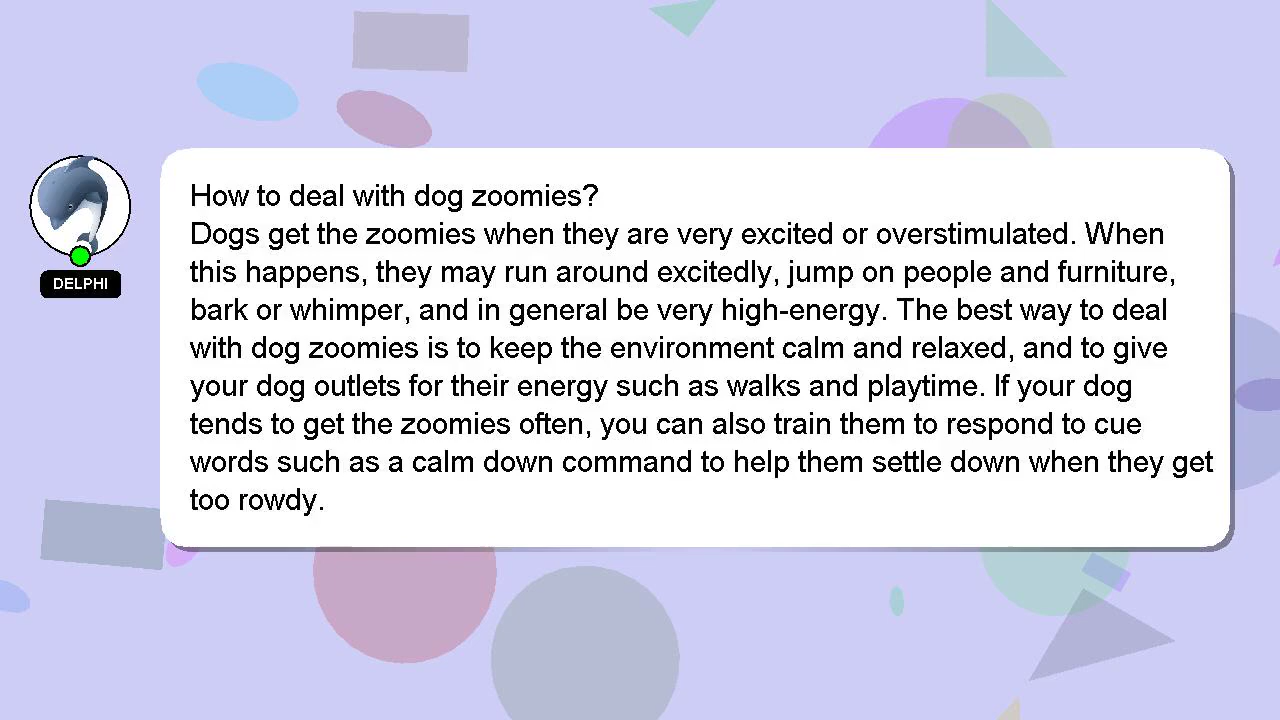 DELPHI
How to deal with dog zoomies?
Dogs get the zoomies when they are very excited or overstimulated. When
this happens, they may run around excitedly, jump on people and furniture,
bark or whimper, and in general be very high-energy. The best way to deal
with dog zoomies is to keep the environment calm and relaxed, and to give
your dog outlets for their energy such as walks and playtime. If your dog
tends to get the zoomies often, you can also train them to respond to cue
words such as a calm down command to help them settle down when they get
too rowdy.